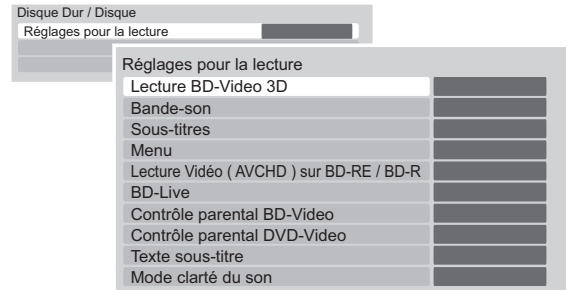 Disque Dur / Disque
Réglages pour la lecture
Réglages pour la lecture
Lecture BD-Video 3D
Bande-son
Sous-titres
Menu
Lecture Vidéo ( AVCHD ) sur BD-RE / BD-R
BD-Live
Contrôle parental BD-Video
Contrôle parental DVD-Video
Texte sous-titre
Mode clarté du son